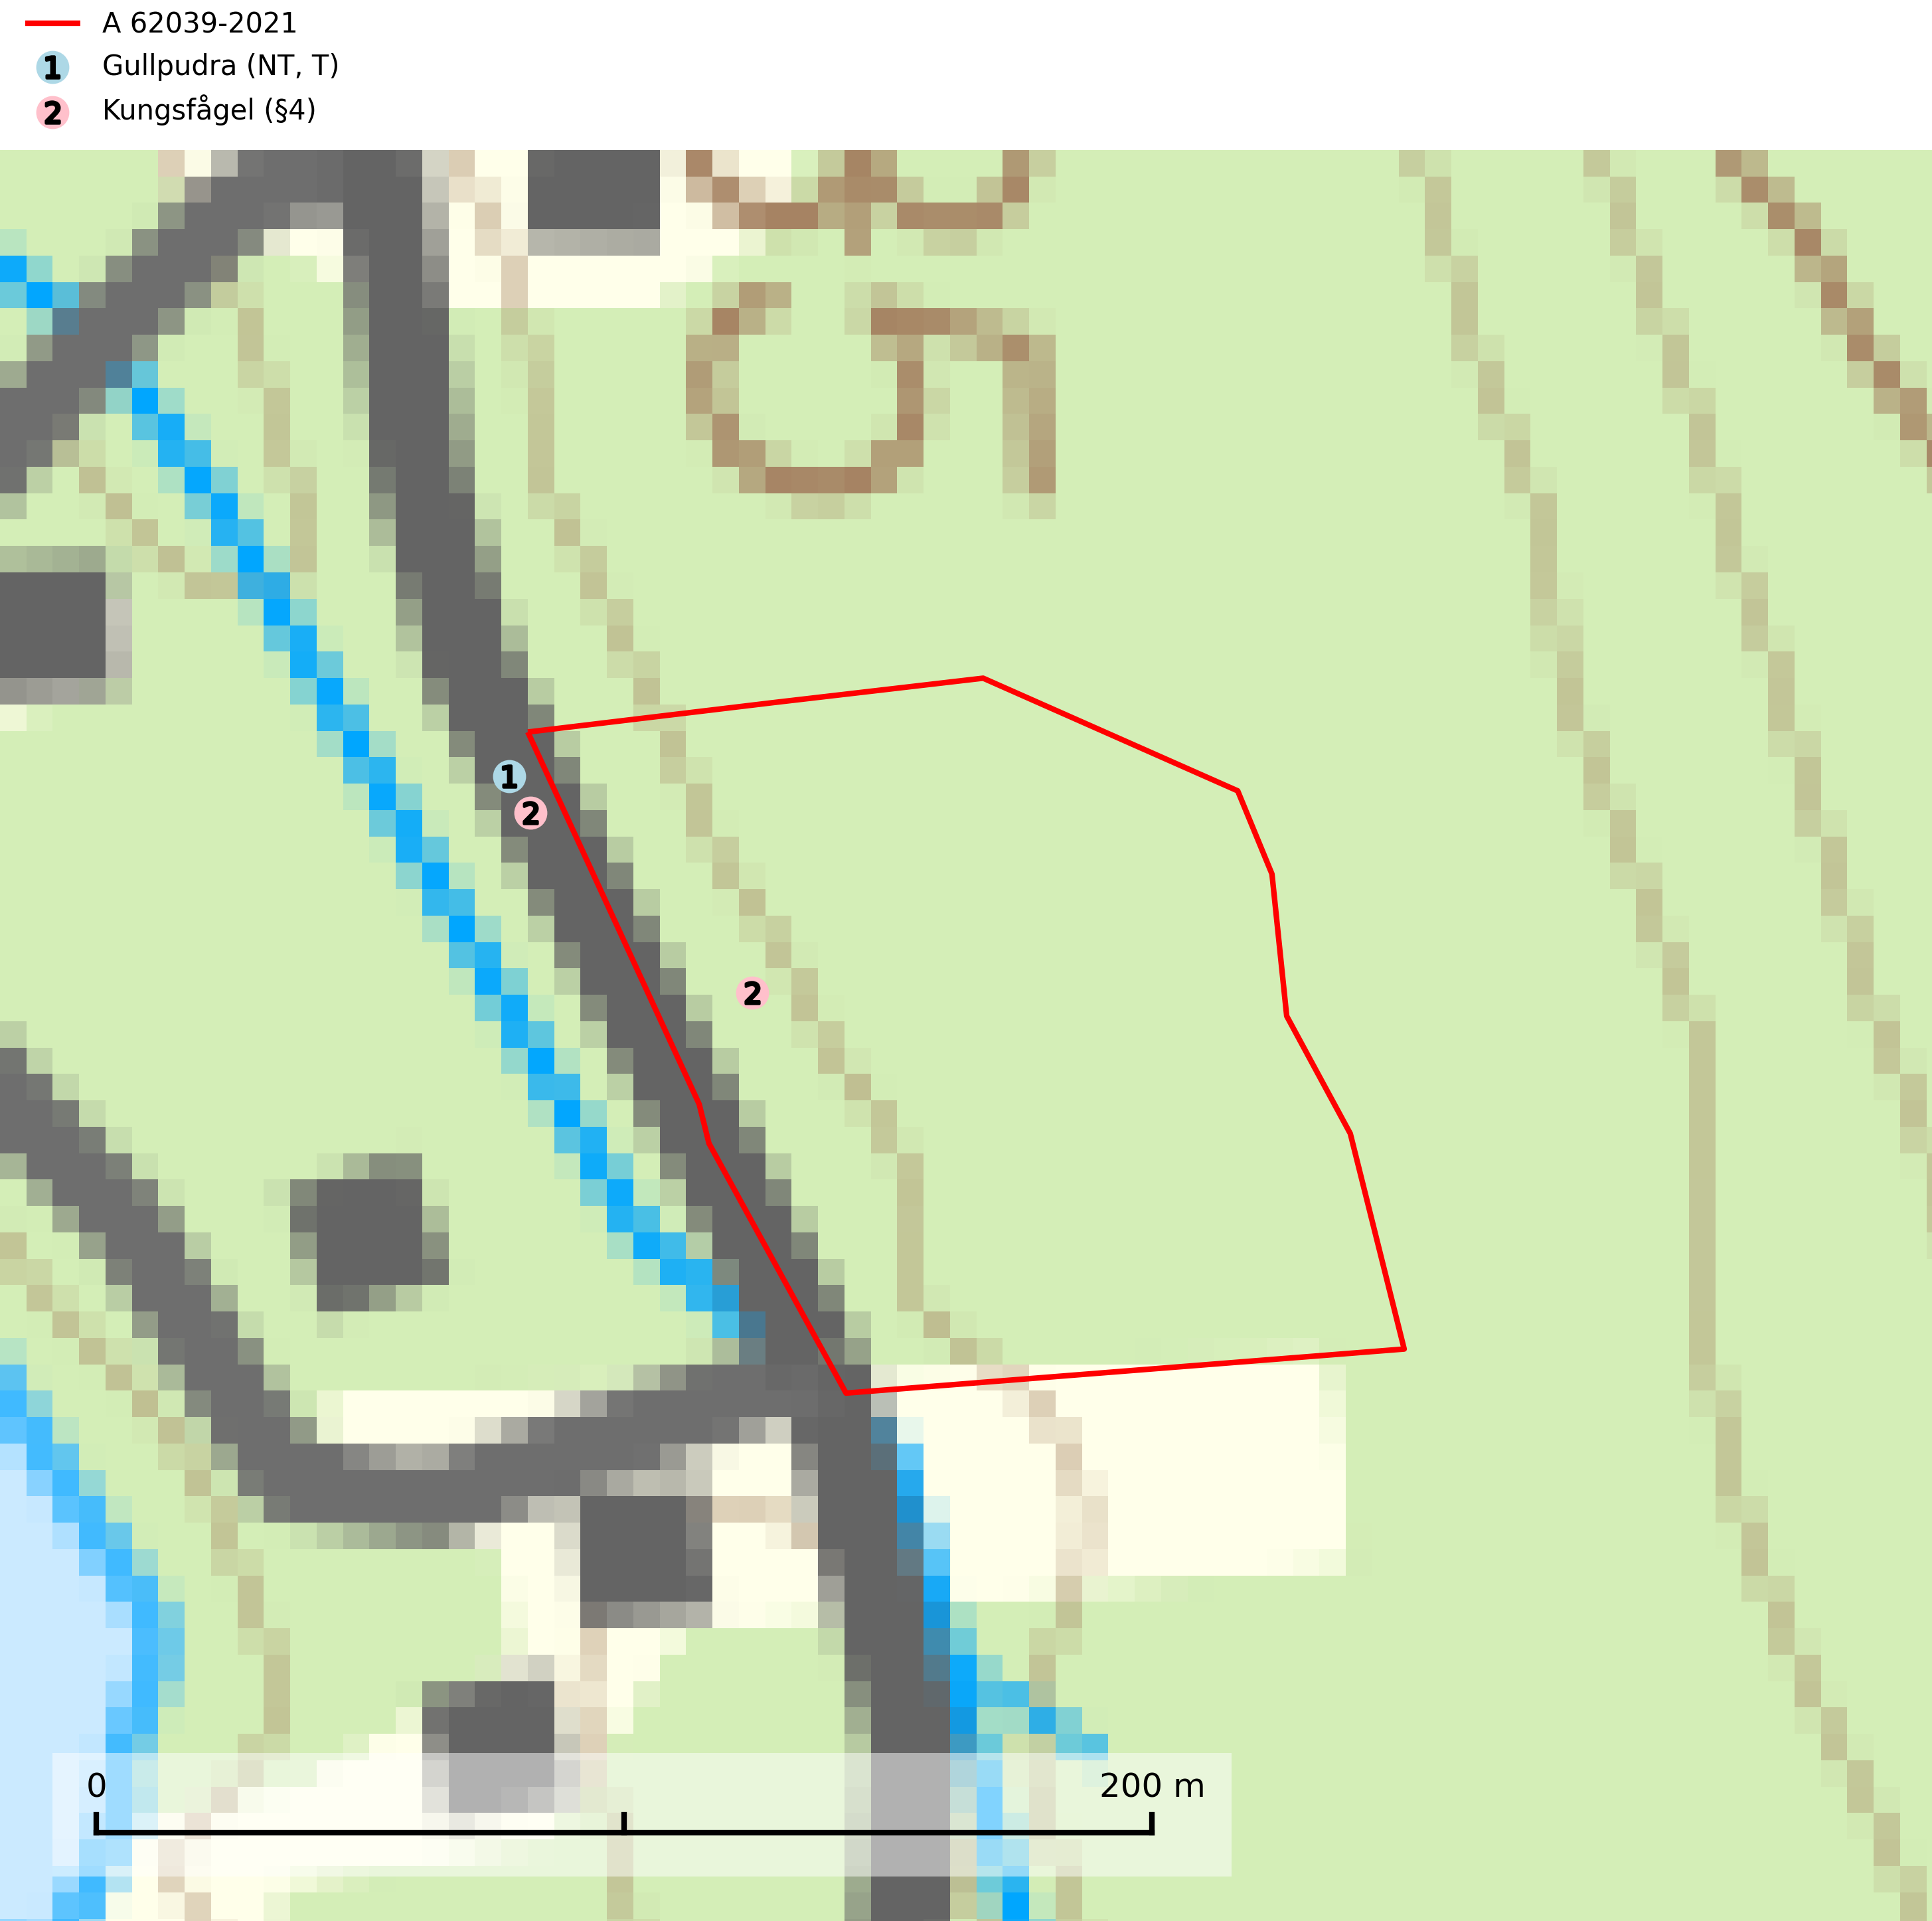 A 62039-2021
1 Gullpudra (NT, T)
2 Kungsfågel (§4)
1
2
2
0 200 m